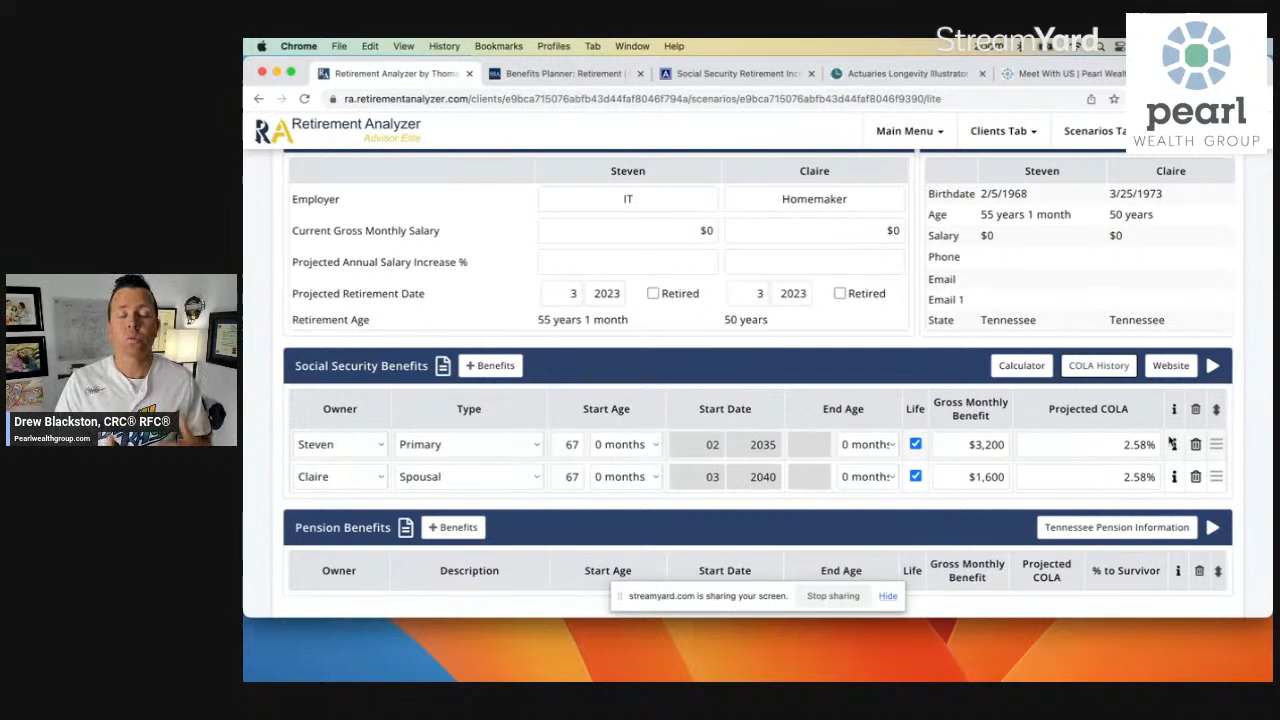 StreamYard
pearl
WEALTH GROUP
Chrome File Edit View History Bookmarks Profiles Tab Window Help
Retirement Analyzer by Thoma
Benefits Planner: Retirement |
Social Security Retirement Inc
Actuaries Longevity Illustrator
Meet With US | Pearl Wealt
ra.retirementanalyzer.com/clients/e9bca715076abfb43d44faf8046f794a/scenarios/e9bca715076abfb43d44faf8046f9390/lite
RA Retirement Analyzer
Advisor Elite
Main Menu Clients Tab Scenarios Ta
Steven Claire
Employer IT Homemaker
Current Gross Monthly Salary $0 $0
Projected Annual Salary Increase %
Projected Retirement Date 3 2023 Retired 3 2023 Retired
Retirement Age 55 years 1 month 50 years
Steven Claire
Birthdate 2/5/1968 3/25/1973
Age 55 years 1 month 50 years
Salary $0 $0
Phone
Email
Email 1
State Tennessee Tennessee
Social Security Benefits + Benefits Calculator COLA History Website
Owner Type Start Age Start Date End Age Life Gross Monthly Benefit Projected COLA
Steven Primary 67 0 months 02 2035 0 months $3,200 2.58%
Claire Spousal 67 0 months 03 2040 0 months $1,600 2.58%
Pension Benefits + Benefits Tennessee Pension Information
Owner Description Start Age Start Date End Age Life Gross Monthly Benefit Projected COLA % to Survivor
streamyard.com is sharing your screen. Stop sharing Hide
Drew Blackston, CRC® RFC®
Pearlwealthgroup.com